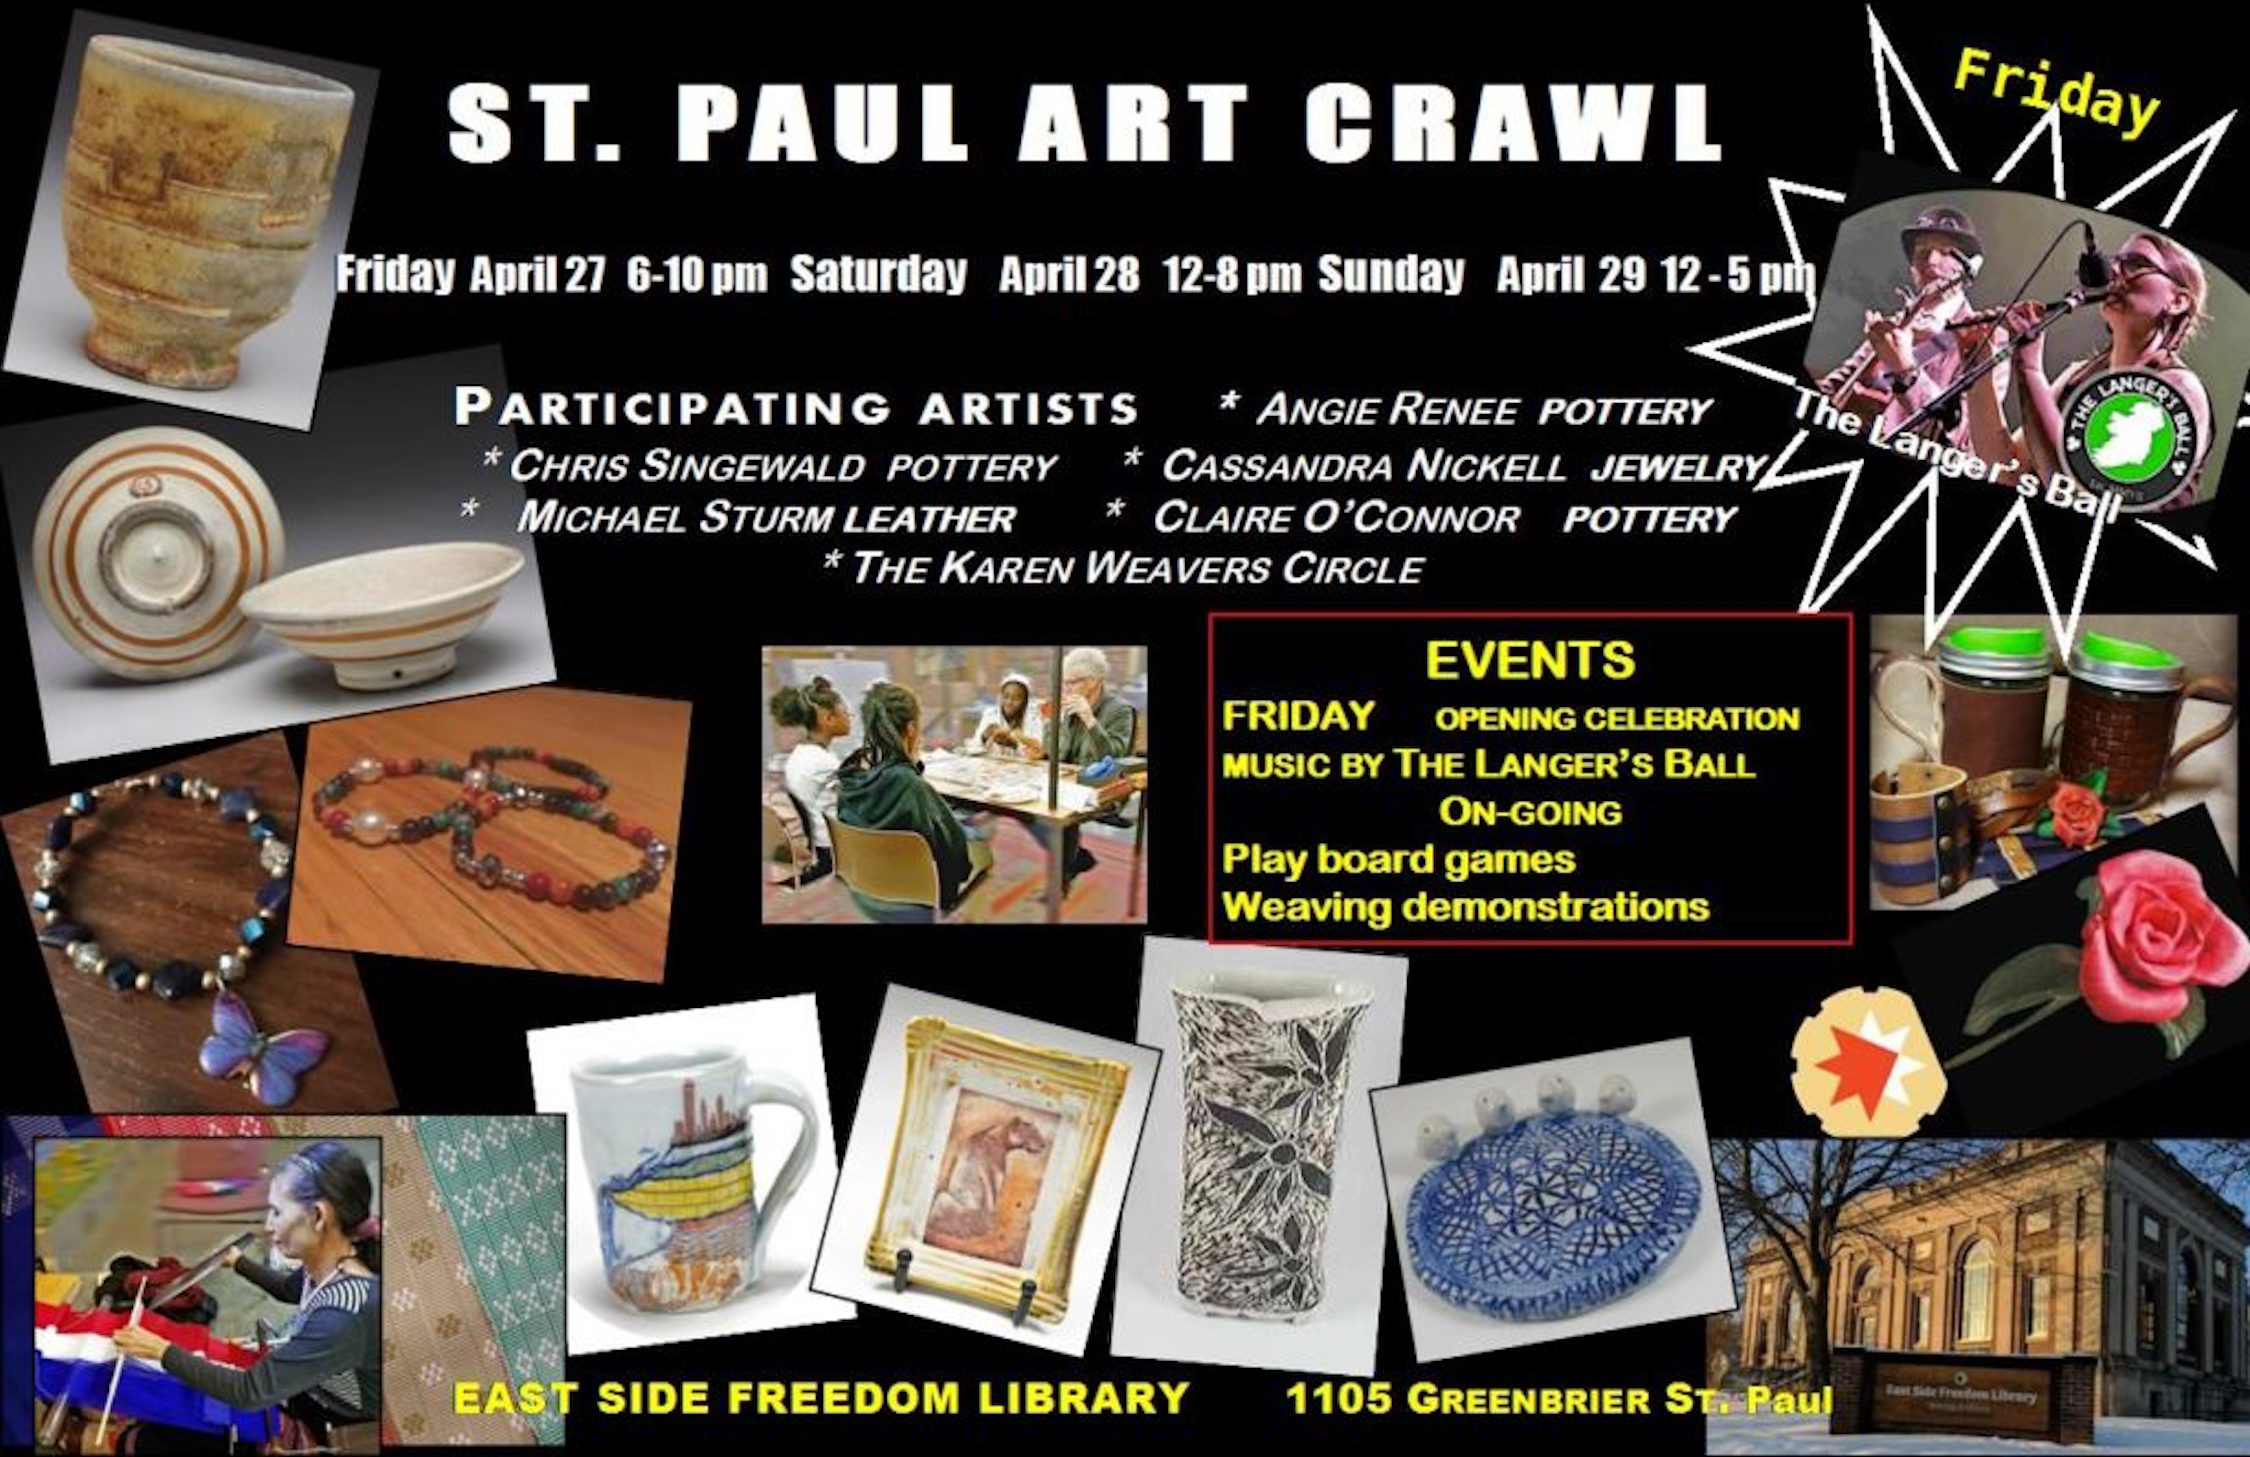 ST. PAUL ART CRAWL
Friday
Friday April 27 6-10 pm Saturday April 28 12-8 pm Sunday April 29 12 - 5 pm
PARTICIPATING ARTISTS * ANGIE RENEE POTTERY
* CHRIS SINGEWALD POTTERY * CASSANDRA NICKELL JEWELRY
* MICHAEL STURM LEATHER * CLAIRE O'CONNOR POTTERY
* THE KAREN WEAVERS CIRCLE
THE LANGER'S BALL
The Langer's Ball
EVENTS
FRIDAY OPENING CELEBRATION
MUSIC BY THE LANGER'S BALL
ON-GOING
Play board games
Weaving demonstrations
East Side Freedom Library
EAST SIDE FREEDOM LIBRARY 1105 GREENBRIER ST. Paul